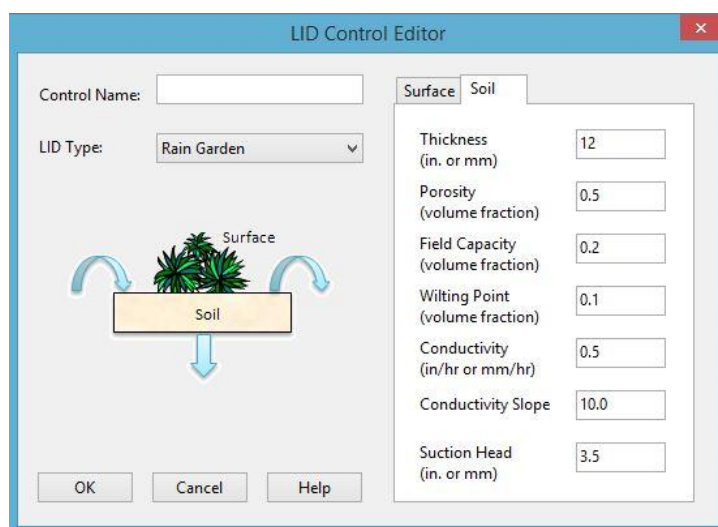 LID Control Editor
Control Name:
LID Type:
Rain Garden
Surface
Soil
OK
Cancel
Help
Surface
Soil
Thickness
(in. or mm)
12
Porosity
(volume fraction)
0.5
Field Capacity
(volume fraction)
0.2
Wilting Point
(volume fraction)
0.1
Conductivity
(in/hr or mm/hr)
0.5
Conductivity Slope
10.0
Suction Head
(in. or mm)
3.5